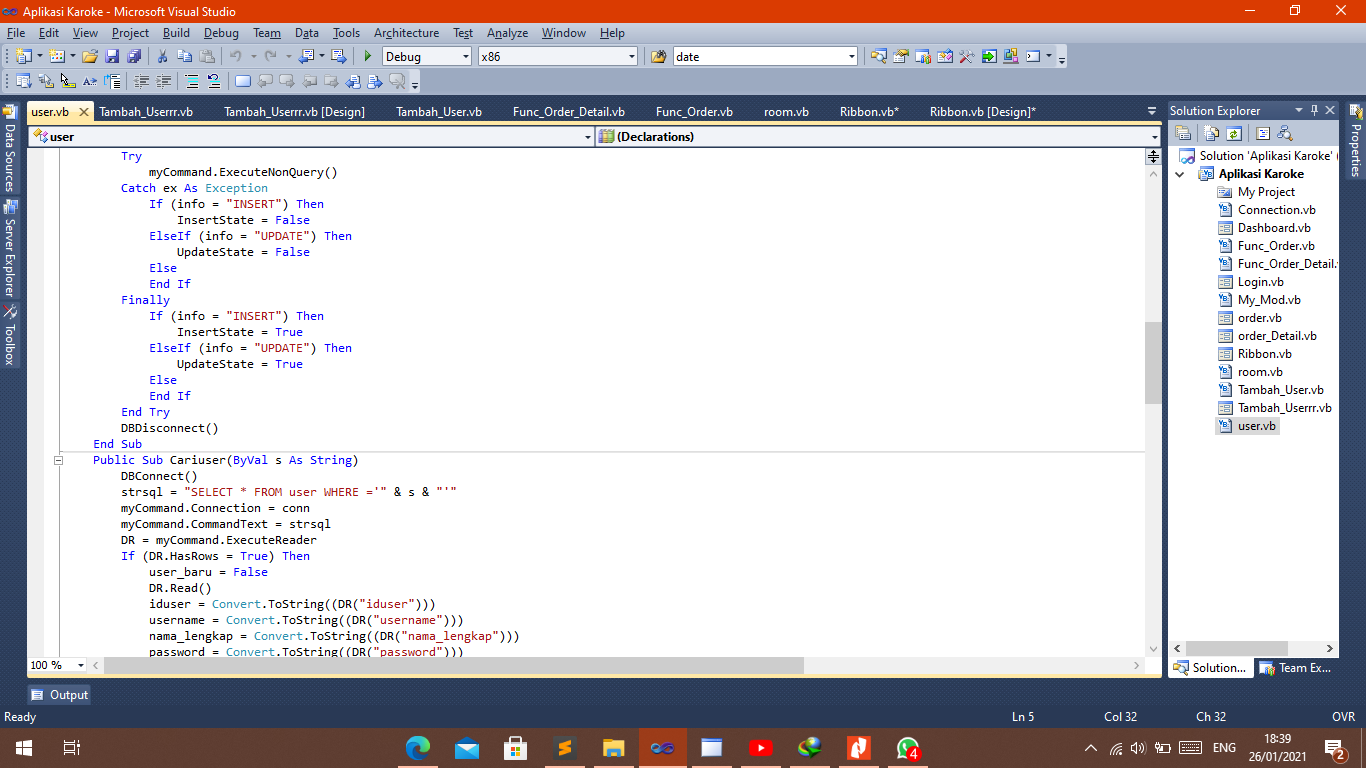 Aplikasi Karoke - Microsoft Visual Studio
File Edit View Project Build Debug Team Data Tools Architecture Test Analyze Window Help
Debug x86 date
user.vb Tambah_Userrr.vb Tambah_Userrr.vb [Design] Tambah_User.vb Func_Order_Detail.vb Func_Order.vb room.vb Ribbon.vb* Ribbon.vb [Design]*
user (Declarations)
Try
myCommand.ExecuteNonQuery()
Catch ex As Exception
If (info = "INSERT") Then
InsertState = False
ElseIf (info = "UPDATE") Then
UpdateState = False
Else
End If
Finally
If (info = "INSERT") Then
InsertState = True
ElseIf (info = "UPDATE") Then
UpdateState = True
Else
End If
End Try
DBDisconnect()
End Sub
Public Sub Cariuser(ByVal s As String)
DBConnect()
strsql = "SELECT * FROM user WHERE ='" & s & "'"
myCommand.Connection = conn
myCommand.CommandText = strsql
DR = myCommand.ExecuteReader
If (DR.HasRows = True) Then
user_baru = False
DR.Read()
iduser = Convert.ToString((DR("iduser")))
username = Convert.ToString((DR("username")))
nama_lengkap = Convert.ToString((DR("nama_lengkap")))
password = Convert.ToString((DR("password")))
100 %
Data Sources
Server Explorer
Toolbox
Solution Explorer
Solution 'Aplikasi Karoke' (
Aplikasi Karoke
My Project
Connection.vb
Dashboard.vb
Func_Order.vb
Func_Order_Detail.
Login.vb
My_Mod.vb
order.vb
order_Detail.vb
Ribbon.vb
room.vb
Tambah_User.vb
Tambah_Userrr.vb
user.vb
Solution... Team Ex...
Properties
Output
Ready Ln 5 Col 32 Ch 32 OVR
4 ENG 18:39 2
26/01/2021